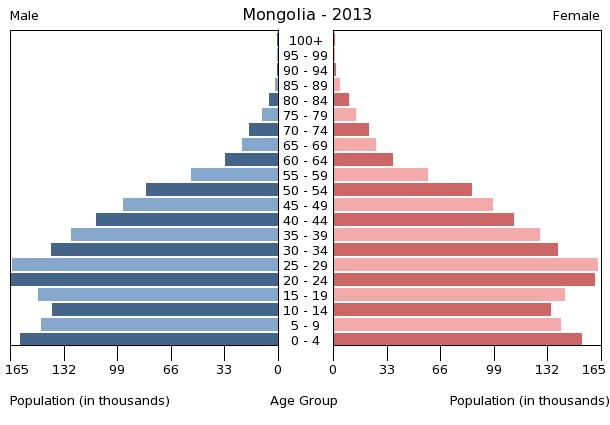 Mongolia - 2013
Male
Female
100+
95 - 99
90 - 94
85 - 89
80 - 84
75 - 79
70 - 74
65 - 69
60 - 64
55 - 59
50 - 54
45 - 49
40 - 44
35 - 39
30 - 34
25 - 29
20 - 24
15 - 19
10 - 14
5 - 9
0 - 4
165 132 99 66 33 0 0 33 66 99 132 165
Population (in thousands) Age Group Population (in thousands)